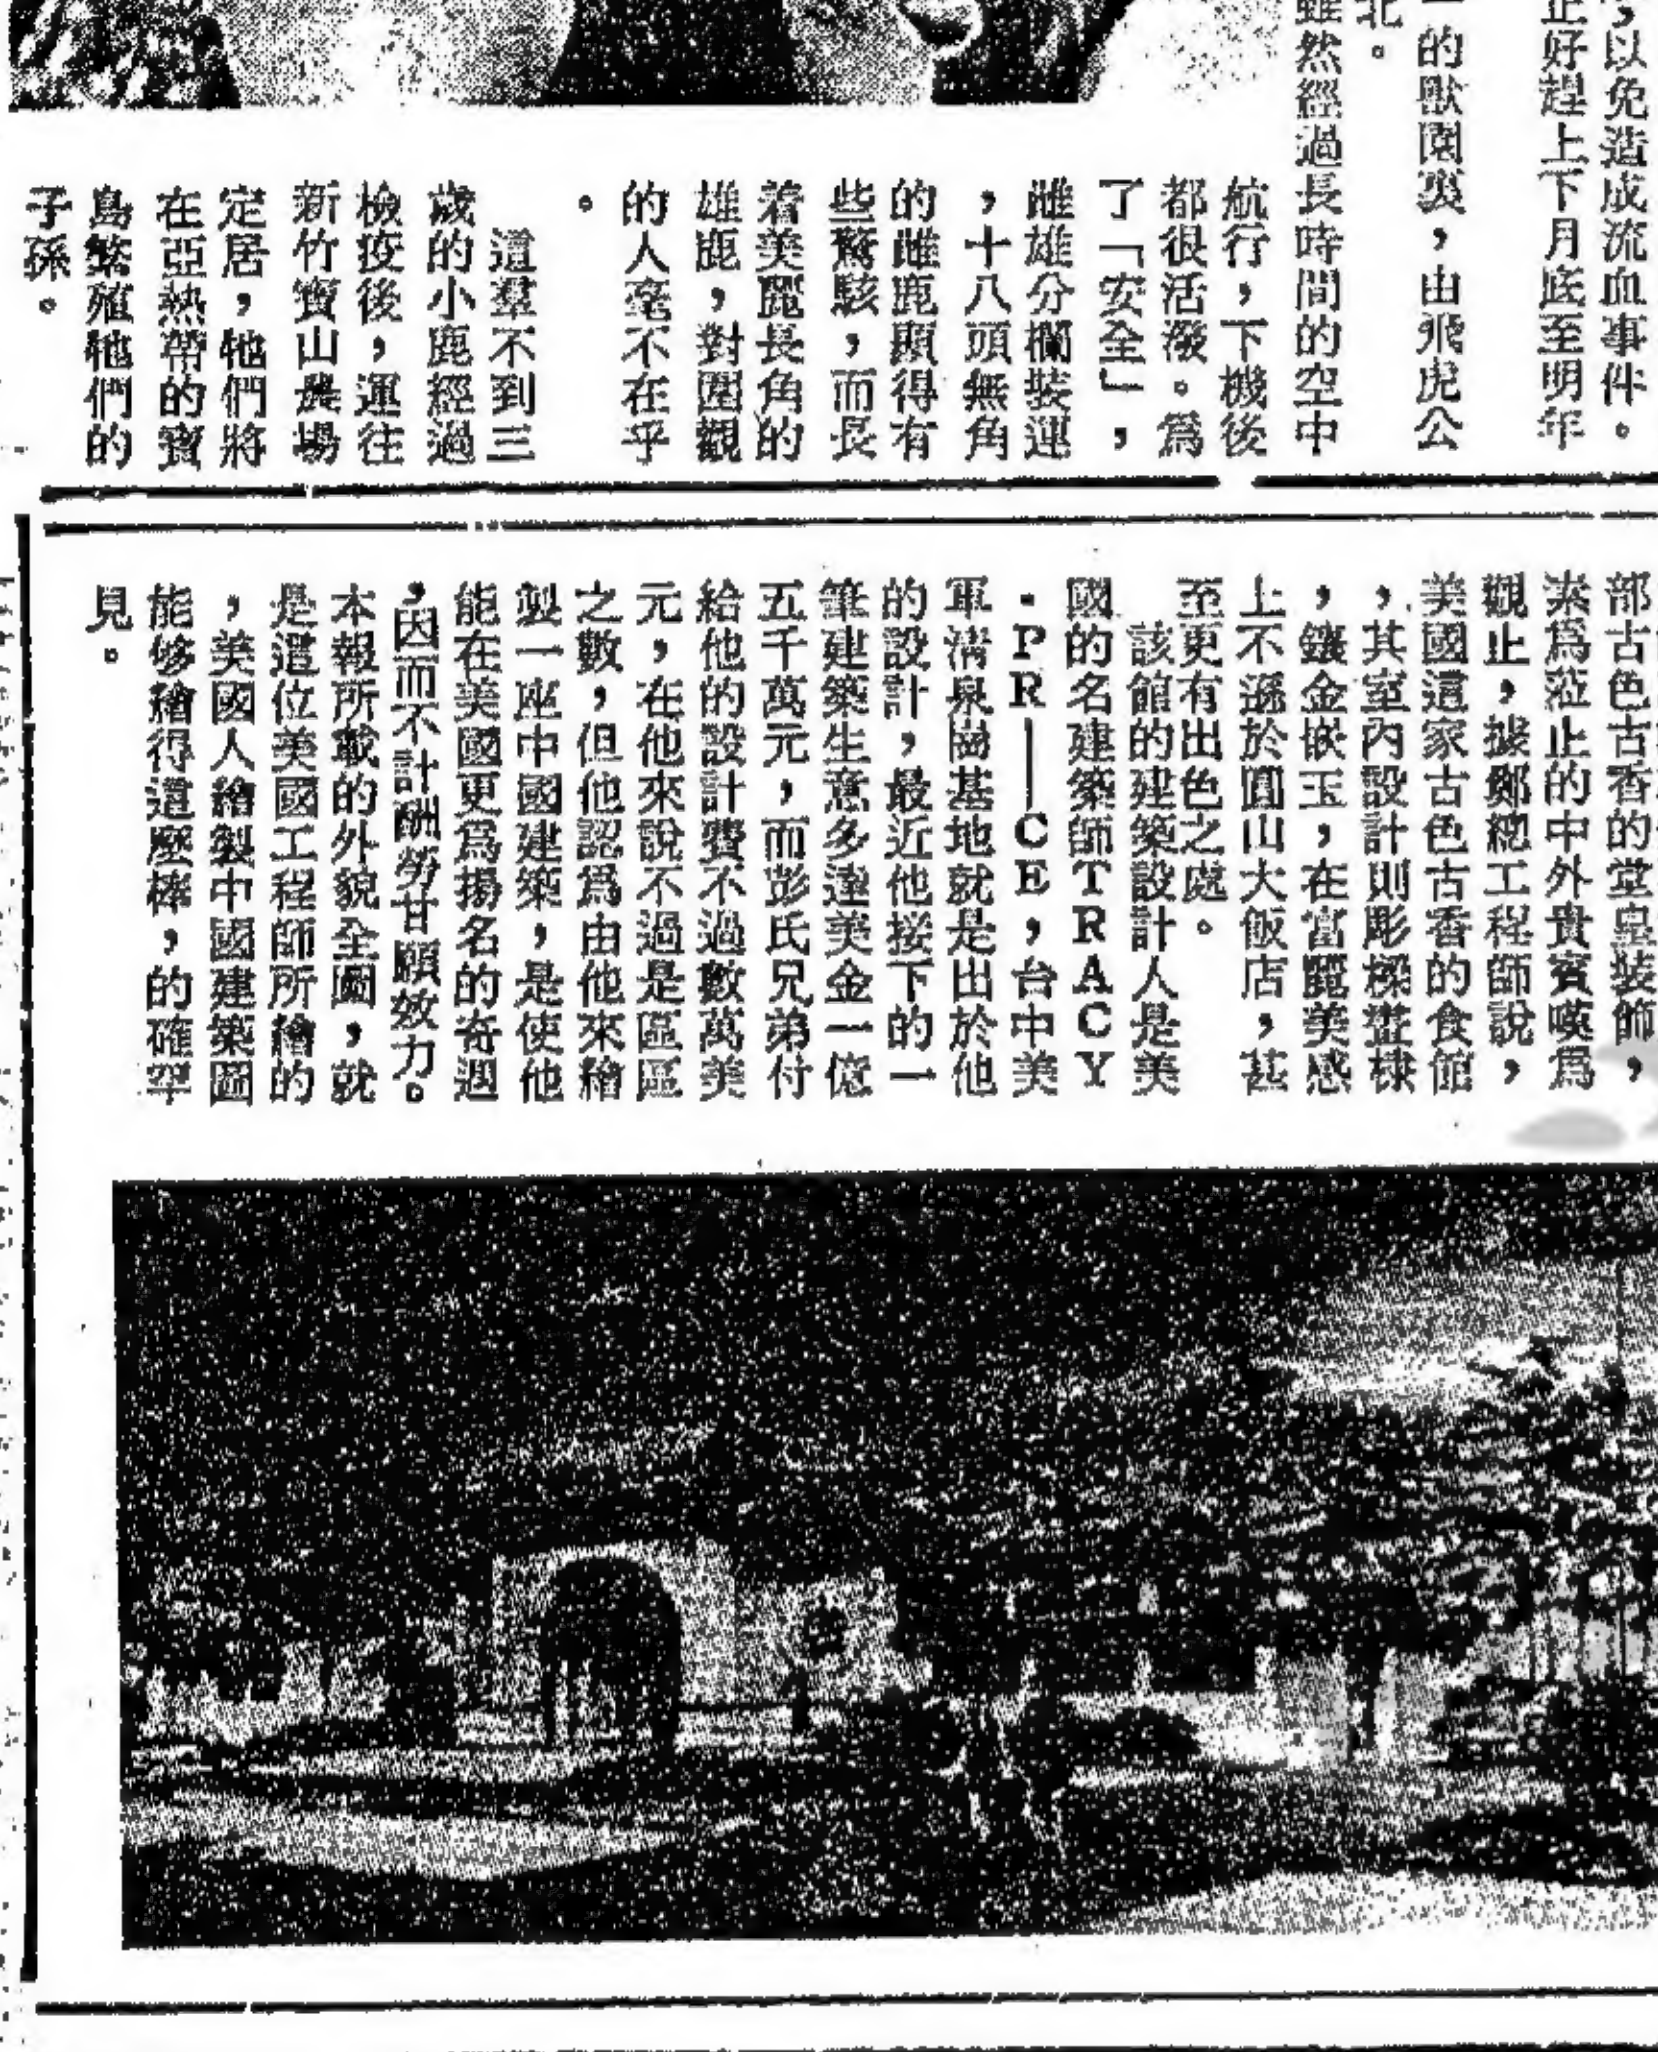 ,以免造成流血事件。
正好趕上下月底至明年
一的獸園裏,由飛虎公
北。
雖然經過長時間的空中
航行,下機後
都很活潑。爲
了「安全」,
雌雄分欄裝運
,十八頭無角
的雌鹿顯得有
些驚駭,而長
着美麗長角的
雄鹿,對圍觀
的人毫不在乎
。
這羣不到三
歲的小鹿經過
檢疫後,運往
新竹寶山農場
定居,牠們將
在亞熱帶的寶
島繁殖牠們的
子孫。
部古色古香的堂皇裝飾,
素爲蒞止的中外貴賓嘆爲
觀止,據鄭總工程師說,
美國這家古色古香的食館
,其室內設計則彫樑畫棟
,鑲金嵌玉,在富麗美感
上不遜於圓山大飯店,甚
至更有出色之處。
該館的建築設計人是美
國的名建築師TRACY
·PR—CE,台中美
軍清泉崗基地就是出於他
的設計,最近他接下的一
筆建築生意多達美金一億
五千萬元,而彭氏兄弟付
給他的設計費不過數萬美
元,在他來說不過是區區
之數,但他認爲由他來繪
製一座中國建築,是使他
能在美國更爲揚名的奇遇
,因而不計酬勞甘願效力。
本報所載的外貌全圖,就
是這位美國工程師所繪的
,美國人繪製中國建築圖
能够繪得這麼棒,的確罕
見。